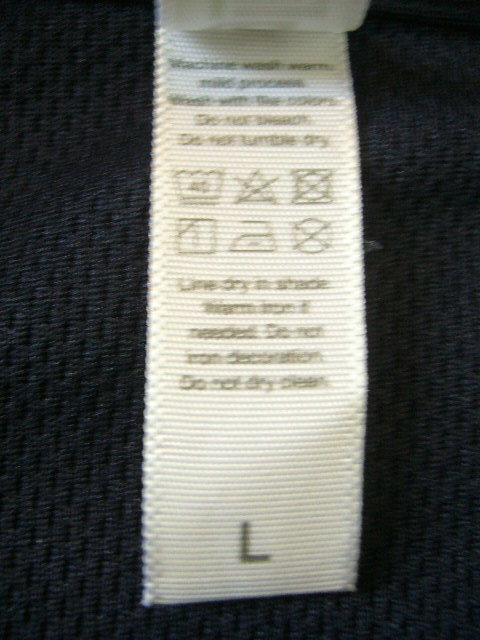 Machine wash warm,
mild process.
Wash with like colors.
Do not bleach.
Do not tumble dry.
40
Line dry in shade.
Warm iron if
needed. Do not
iron decoration.
Do not dry clean.
L